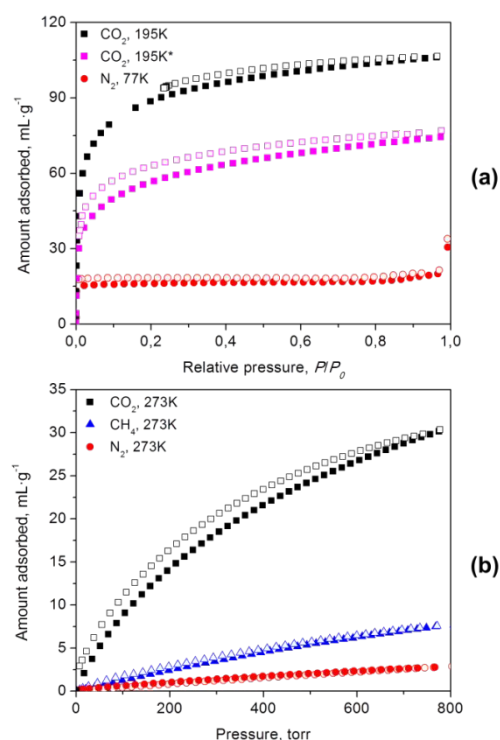 120
90
60
30
0
Amount adsorbed, mL·g⁻¹
CO₂, 195K
CO₂, 195K*
N₂, 77K
(a)
0,0 0,2 0,4 0,6 0,8 1,0
Relative pressure, P/P₀
35
30
25
20
15
10
5
0
Amount adsorbed, mL·g⁻¹
CO₂, 273K
CH₄, 273K
N₂, 273K
(b)
0 200 400 600 800
Pressure, torr